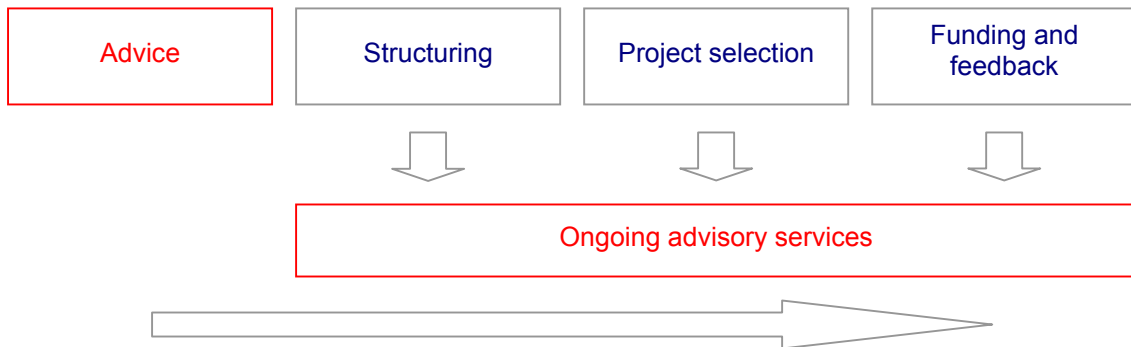 Advice
Structuring
Project selection
Funding and
feedback
Ongoing advisory services